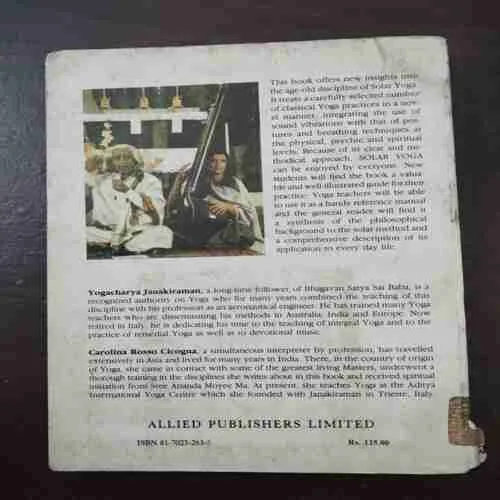 This book offers new insights into
the age-old discipline of Solar Yoga.
It treats a carefully selected number
of classical Yoga practices in a nov-
el manner, integrating the use of
sound vibrations with that of pos-
tures and breathing techniques at
the physical, psychic and spiritual
levels. Because of its clear and me-
thodical approach, SOLAR YOGA
can be enjoyed by everyone. New
students will find the book a valua-
ble and well-illustrated guide for their
practice. Yoga teachers will be able
to use it as a handy reference manual
and the general reader will find it
a synthesis of the philosophical
background to the solar method and
a comprehensive description of its
application to every day life.
Yogacharya Janakiraman, a long-time follower, of Bhagavan Satya Sai Baba, is a
recognized authority on Yoga who for many years combined the teaching of this
discipline with his profession as an aeronautical engineer. He has trained many Yoga
teachers who are disseminating his methods in Australia, India and Europe. Now
retired in Italy, he is dedicating his time to the teaching of integral Yoga and to the
practice of remedial Yoga as well as to devotional music.
Carolina Rosso Cicogna, a simultaneous interpreter by profession, has travelled
extensively in Asia and lived for many years in India. There, in the country of origin
of Yoga, she came in contact with some of the greatest living Masters, underwent a
thorough training in the disciplines she writes about in this book and received spiritual
initiation from Sree Ananda Moyee Ma. At present, she teaches Yoga at the Aditya
International Yoga Centre which she founded with Janakiraman in Trieste, Italy.
ALLIED PUBLISHERS LIMITED
ISBN 81-7023-263-
Rs. 115.00